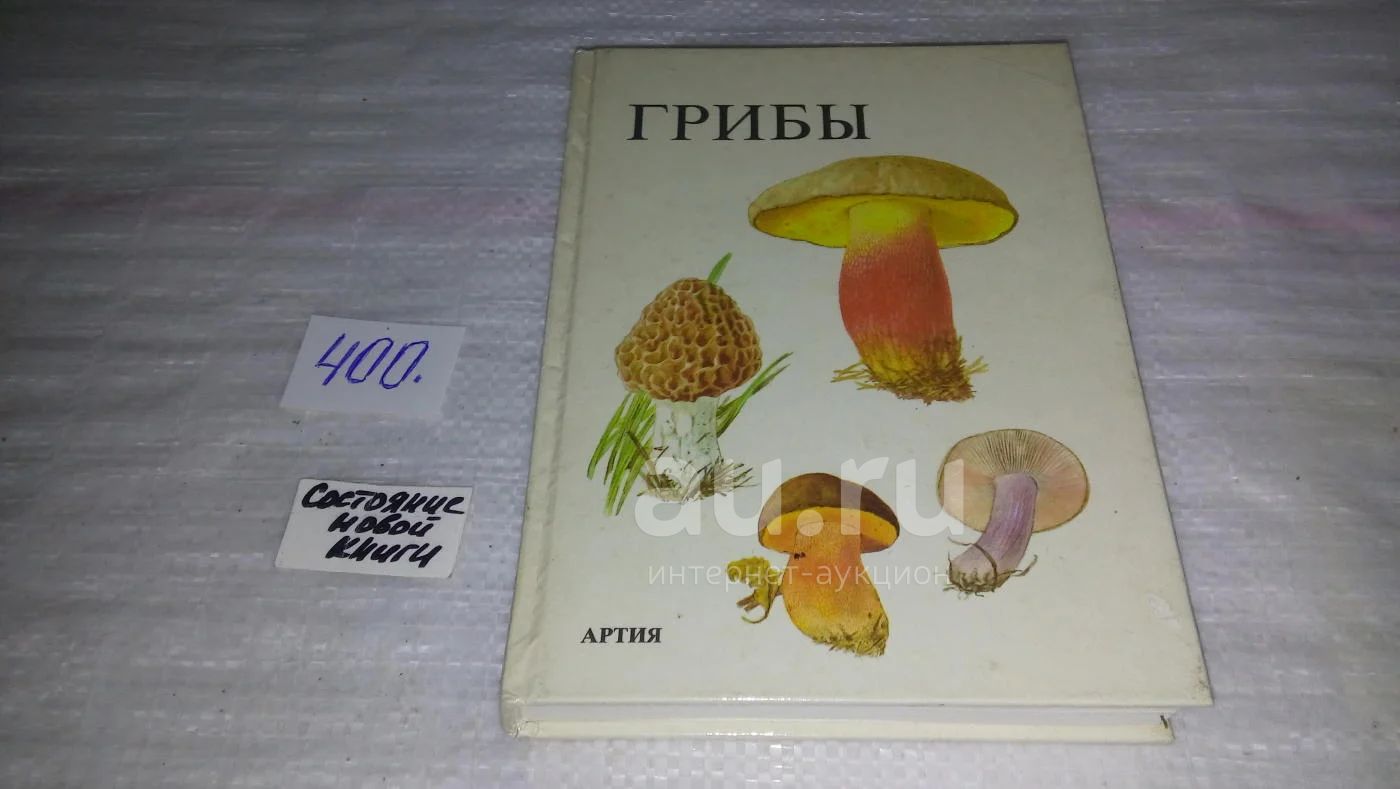 ГРИБЫ
400.
Состояние
новой
книги
au.ru
интернет-аукцион
АРТИЯ